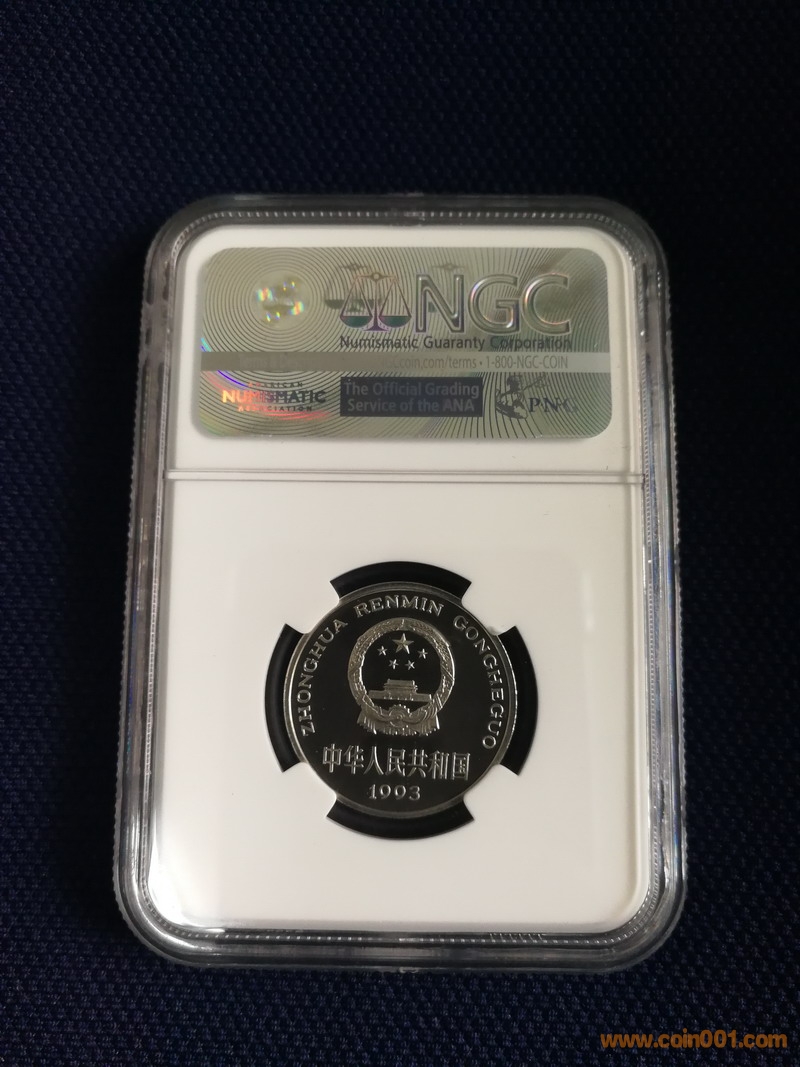 NGC
Numismatic Guaranty Corporation
.com/terms • 1-800-NGC-COIN
NUMISMATIC
ASSOCIATION
The Official Grading
Service of the ANA
PNG
ZHONGHUA RENMIN GONGHEGUO
中华人民共和国
1993
www.coin001.com